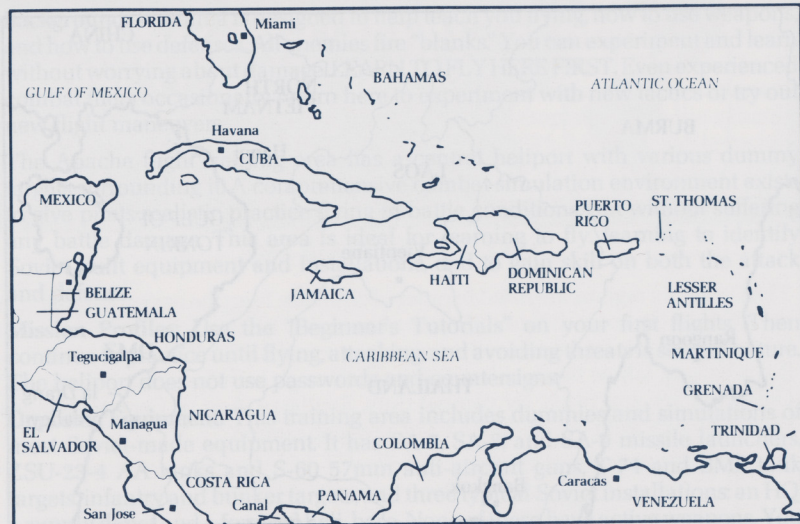 FLORIDA
Miami
GULF OF MEXICO
BAHAMAS
ATLANTIC OCEAN
Havana
CUBA
MEXICO
PUERTO
RICO
ST. THOMAS
BELIZE
GUATEMALA
JAMAICA
HAITI
DOMINICAN
REPUBLIC
LESSER
ANTILLES
HONDURAS
Tegucigalpa
CARIBBEAN SEA
MARTINIQUE
GRENADA
NICARAGUA
EL
SALVADOR
Managua
COLOMBIA
TRINIDAD
COSTA RICA
Caracas
PANAMA
VENEZUELA
San Jose
Canal